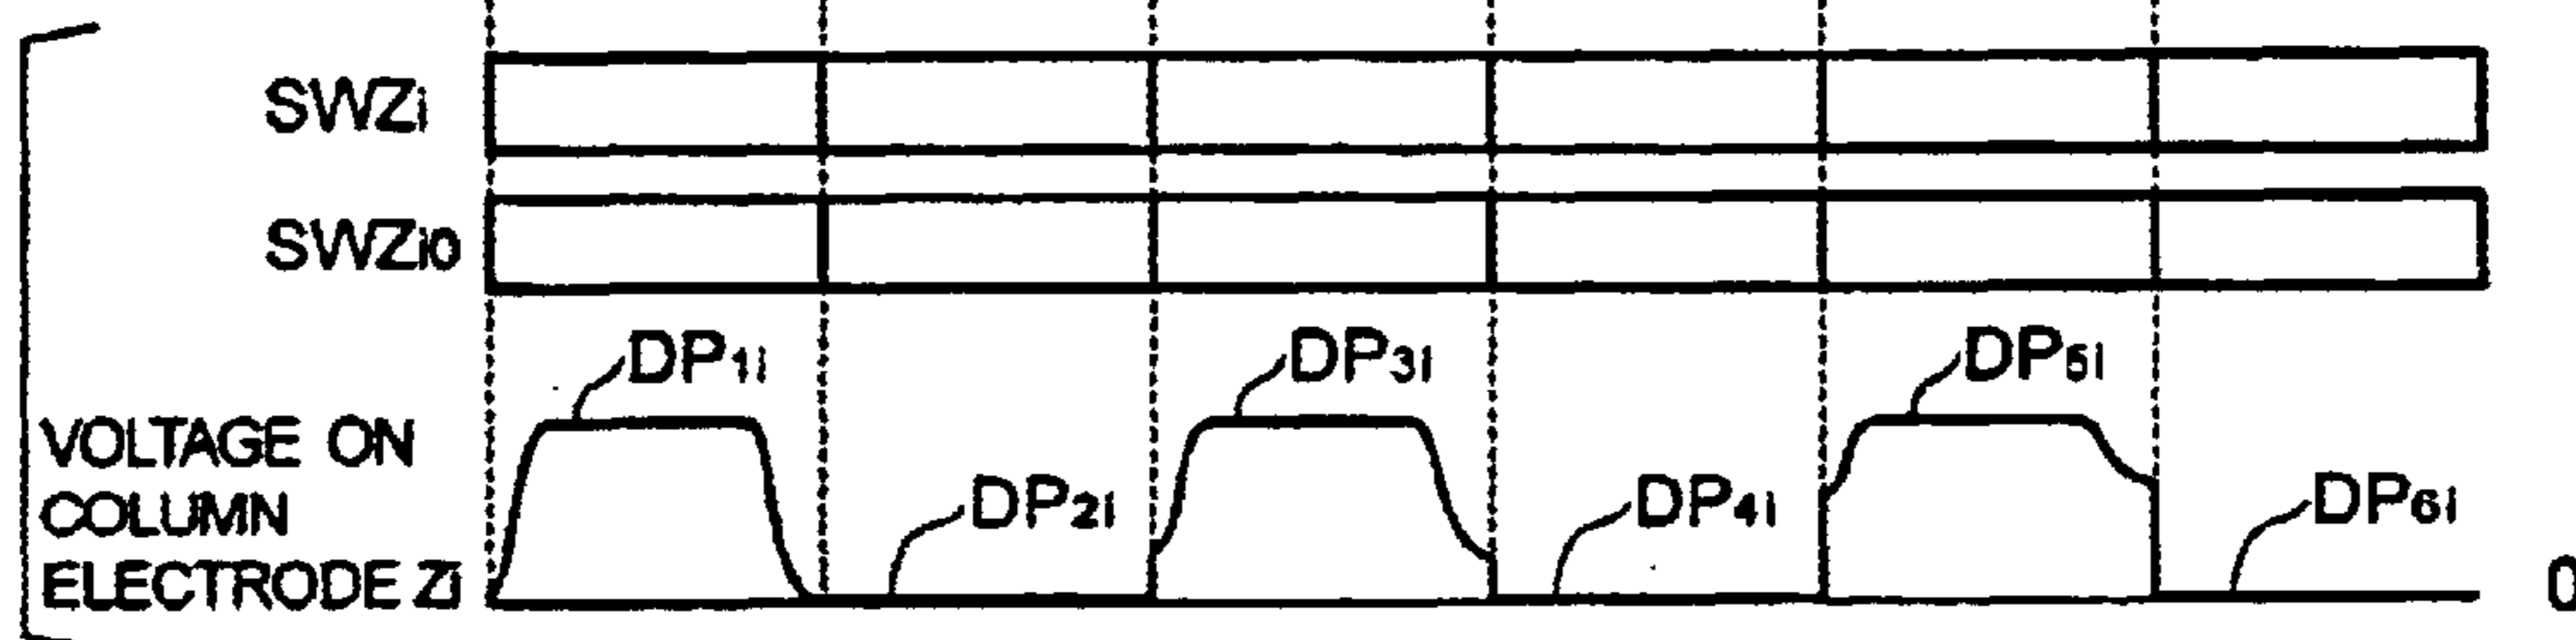 SWZi
SWZi0
DP1i
DP3i
DP5i
VOLTAGE ON
COLUMN
ELECTRODE Zi
DP2i
DP4i
DP6i
0